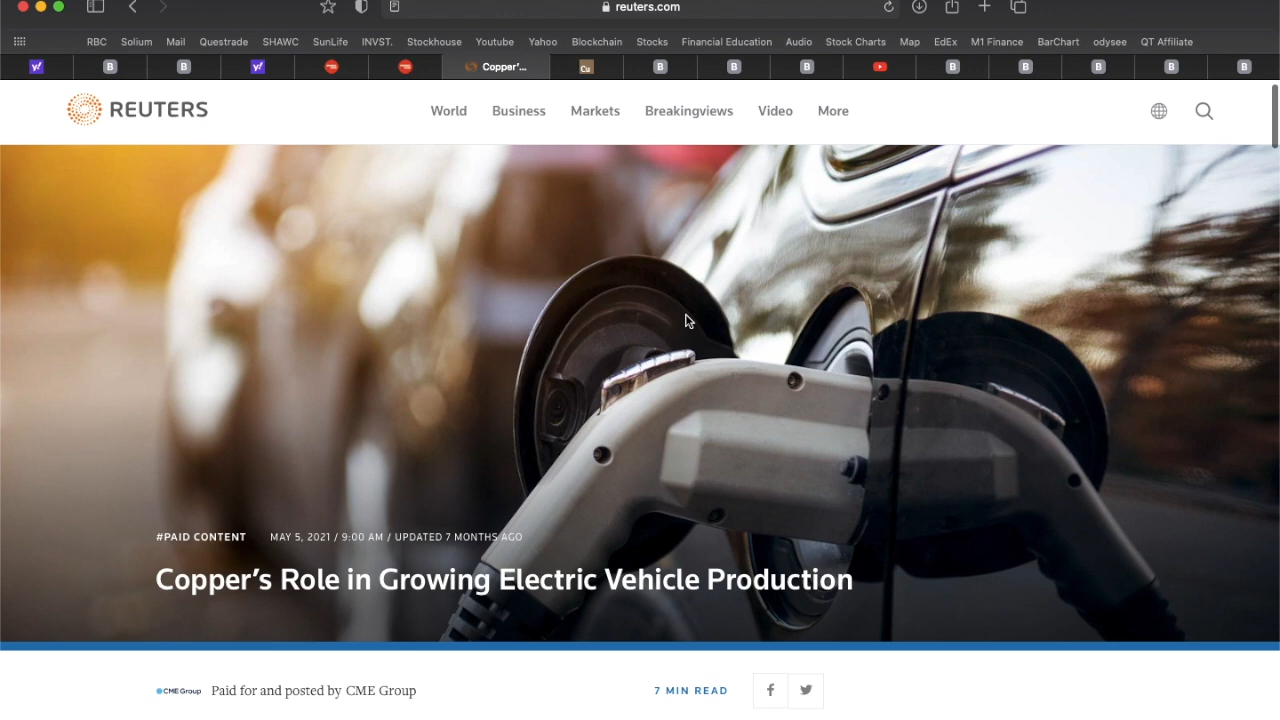 reuters.com
RBC Solium Mail Questrade SHAWC SunLife INVST. Stockhouse Youtube Yahoo Blockchain Stocks Financial Education Audio Stock Charts Map EdEx M1 Finance BarChart odysee QT Affiliate
y! B B y! Copper’... Cu B B B B B B B B
REUTERS World Business Markets Breakingviews Video More
#PAID CONTENT MAY 5, 2021 / 9:00 AM / UPDATED 7 MONTHS AGO
Copper’s Role in Growing Electric Vehicle Production
CME Group Paid for and posted by CME Group 7 MIN READ